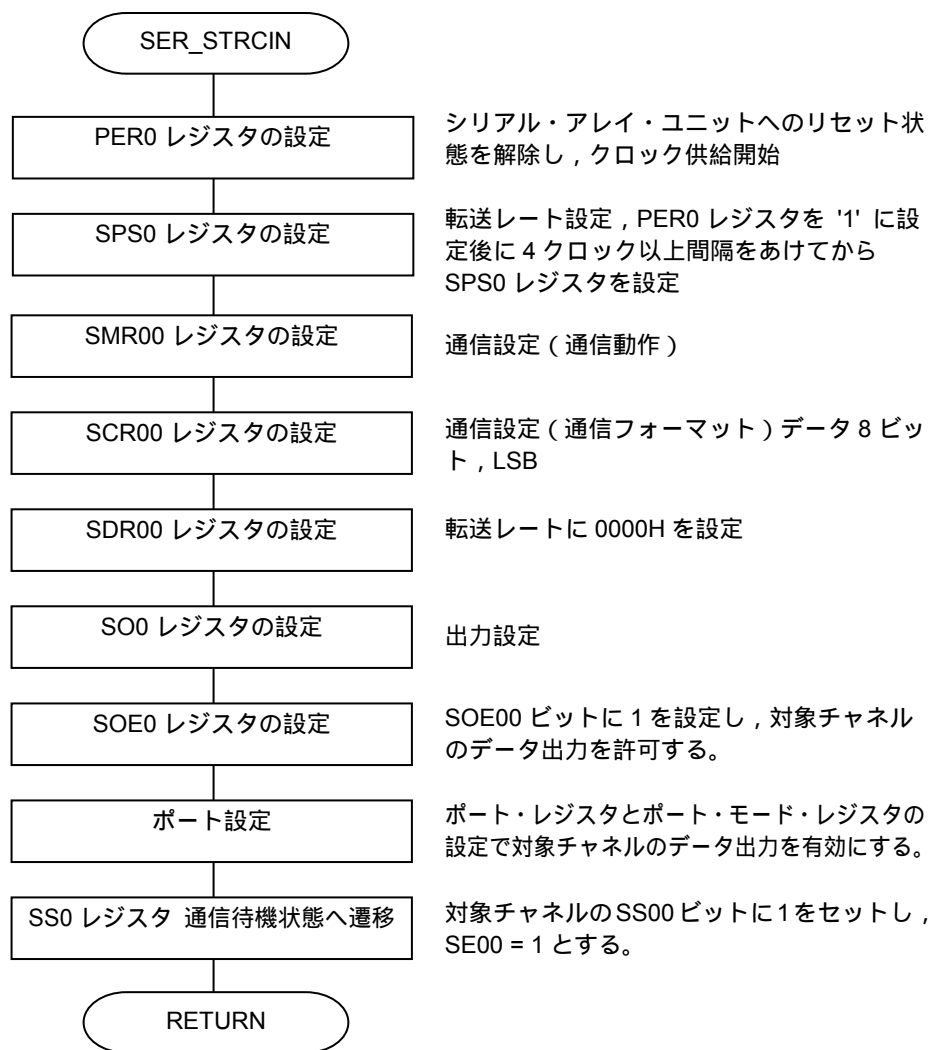 SER_STRCIN
PER0 レジスタの設定
シリアル・アレイ・ユニットへのリセット状
態を解除し，クロック供給開始
SPS0 レジスタの設定
転送レート設定，PER0 レジスタを '1' に設
定後に 4 クロック以上間隔をあけてから
SPS0 レジスタを設定
SMR00 レジスタの設定
通信設定（通信動作）
SCR00 レジスタの設定
通信設定（通信フォーマット）データ 8 ビッ
ト，LSB
SDR00 レジスタの設定
転送レートに 0000H を設定
SO0 レジスタの設定
出力設定
SOE0 レジスタの設定
SOE00 ビットに 1 を設定し，対象チャネル
のデータ出力を許可する。
ポート設定
ポート・レジスタとポート・モード・レジスタの
設定で対象チャネルのデータ出力を有効にする。
SS0 レジスタ 通信待機状態へ遷移
対象チャネルの SS00 ビットに 1 をセットし，
SE00 = 1 とする。
RETURN